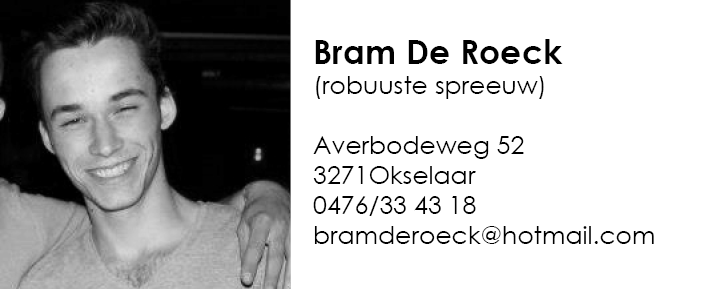 Bram De Roeck
(robuuste spreeuw)
Averbodeweg 52
3271Okselaar
0476/33 43 18
bramderoeck@hotmail.com